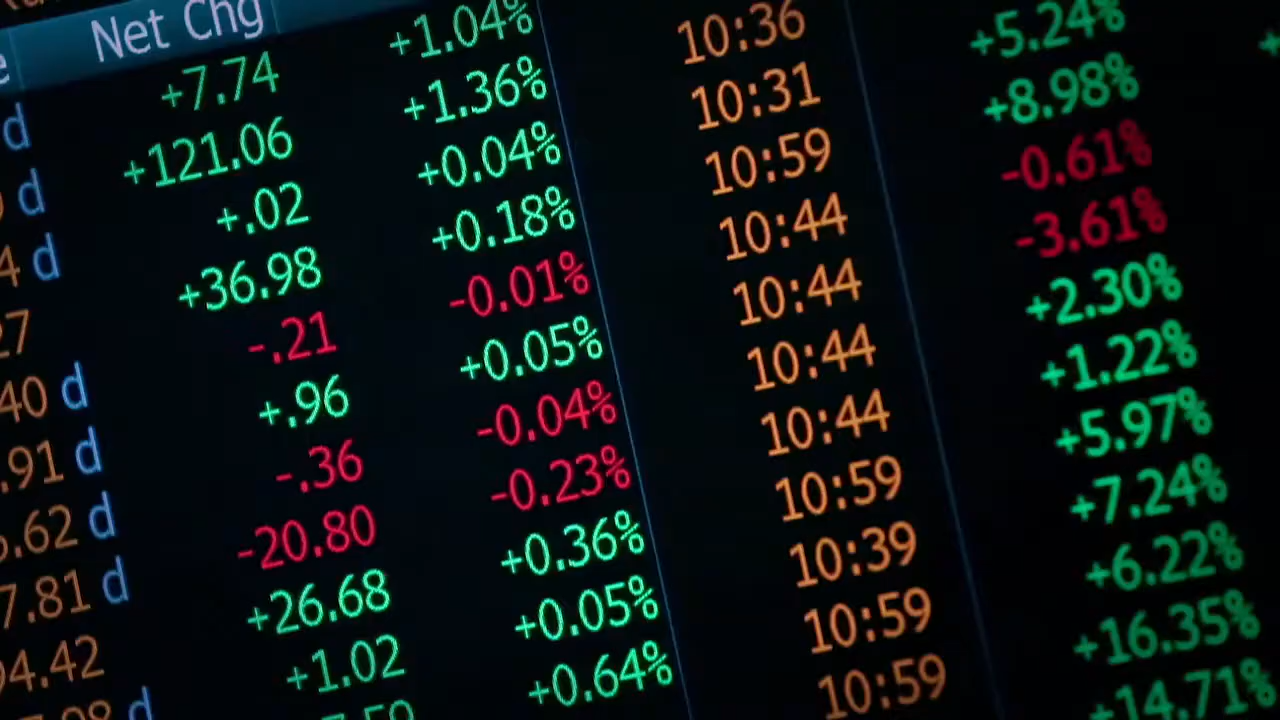 Net Chg
d +7.74 +1.04%
d +121.06 +1.36% 10:36
4 d +.02 +0.04% 10:31 +5.24%
27 +36.98 +0.18% 10:59 +8.98%
40 d -.21 -0.01% 10:44 -0.61%
.91 d +.96 +0.05% 10:44 -3.61%
.62 d -.36 -0.04% 10:44 +2.30%
7.81 d -20.80 -0.23% 10:44 +1.22%
94.42 +26.68 +0.36% 10:59 +5.97%
d +1.02 +0.05% 10:39 +7.24%
+0.64% 10:59 +6.22%
10:59 +16.35%
+14.71%